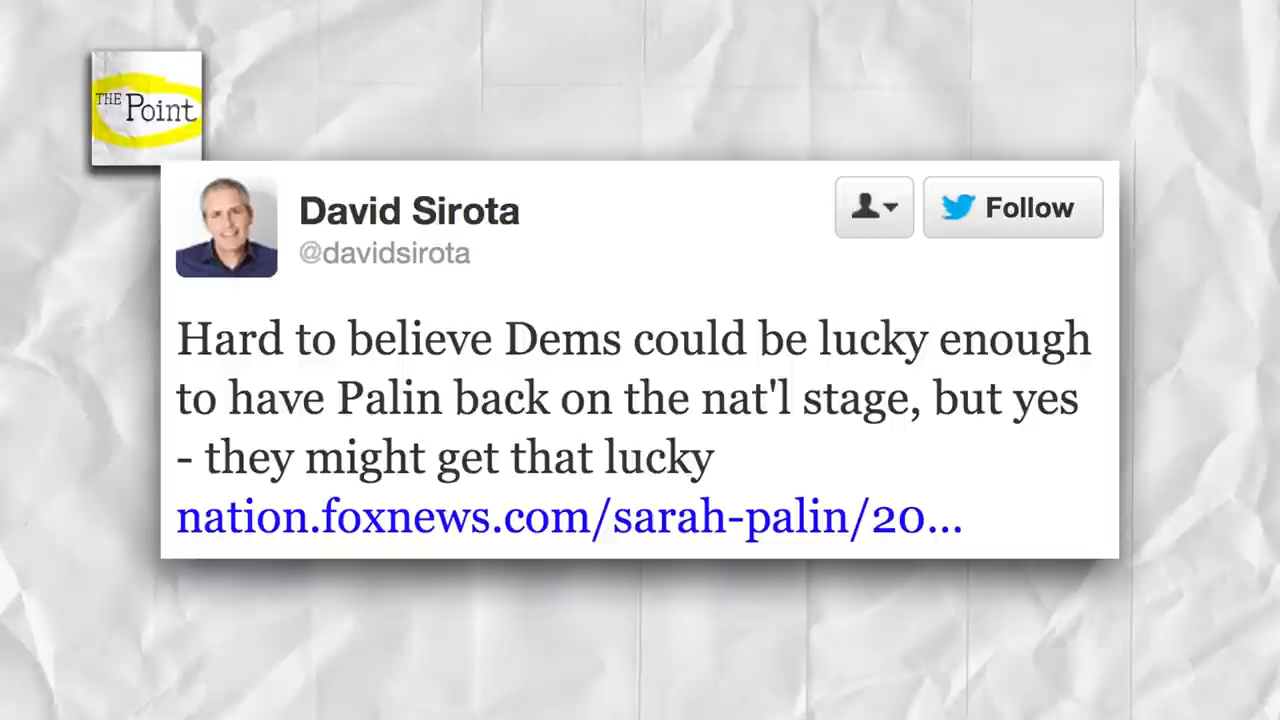 THE Point
David Sirota
@davidsirota
Follow
Hard to believe Dems could be lucky enough
to have Palin back on the nat'l stage, but yes
- they might get that lucky
nation.foxnews.com/sarah-palin/20...